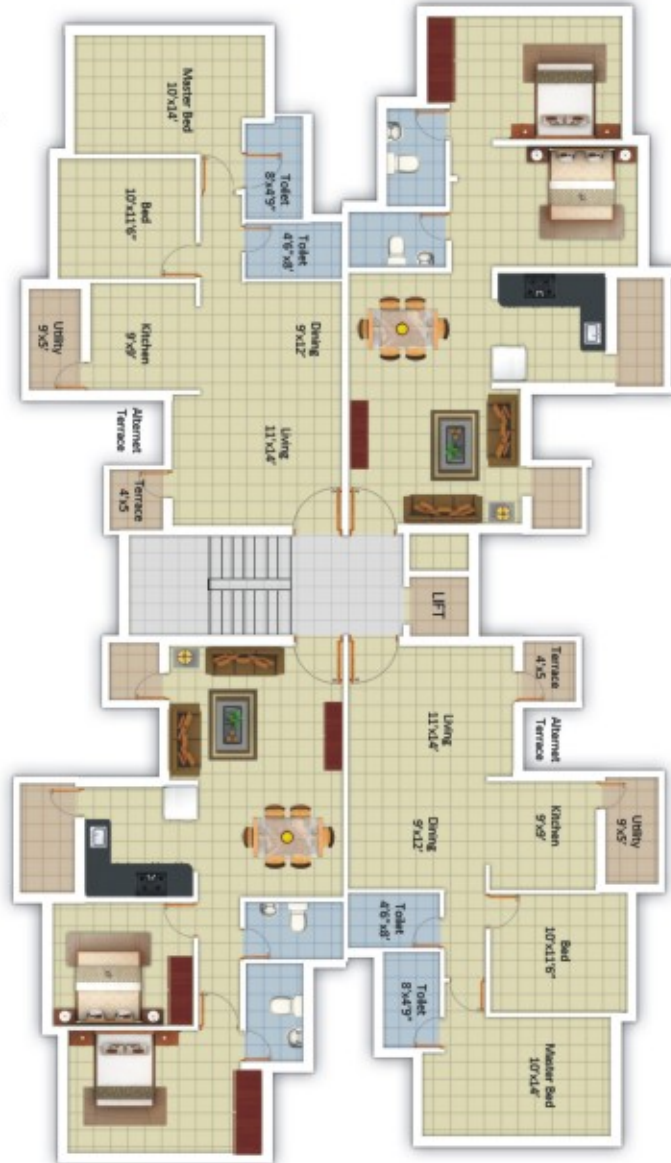 Master Bed
10'x14'
Toilet
8'x4'9"
Bed
10'x11'6"
Toilet
4'6"x8'
Utility
9'x5'
Kitchen
9'x9'
Dining
9'x12'
Alternet
Terrace
Living
11'x14'
Terrace
4'x5
LIFT
Terrace
4'x5
Living
11'x14'
Alternet
Terrace
Dining
9'x12'
Kitchen
9'x9'
Utility
9'x5'
Toilet
4'6"x8'
Bed
10'x11'6"
Toilet
8'x4'9"
Master Bed
10'x14'